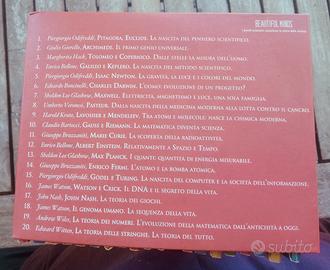 BEAUTIFUL MINDS
1. Piergiorgio Odifreddi, PITAGORA, EUCLIDE. LA NASCITA DEL PENSIERO SCIENTIFICO.
2. Giulio Giorello, ARCHIMEDE. IL PRIMO GENIO UNIVERSALE.
3. Margherita Hack, TOLOMEO E COPERNICO. DALLE STELLE LA MISURA DELL'UOMO.
4. Enrico Bellone, GALILEO E KEPLERO. LA NASCITA DEL METODO SCIENTIFICO.
5. Piergiorgio Odifreddi, ISAAC NEWTON. LA GRAVITÀ, LA LUCE E I COLORI DEL MONDO.
6. Edoardo Boncinelli, CHARLES DARWIN. L'UOMO: EVOLUZIONE DI UN PROGETTO?
7. Sheldon Lee Glashow, MAXWELL. ELETTRICITÀ, MAGNETISMO E LUCE, UNA SOLA FAMIGLIA.
8. Umberto Veronesi, PASTEUR. DALLA NASCITA DELLA MEDICINA MODERNA ALLA LOTTA CONTRO IL CANCRO.
9. Harold Kroto, LAVOISIER E MENDELEEV. TRA ATOMI E MOLECOLE: NASCE LA CHIMICA MODERNA.
10. Claudio Bartocci, GAUSS E RIEMANN. LA MATEMATICA DIVENTA SCIENZA.
11. Giuseppe Bruzzaniti, MARIE CURIE. LA SCOPERTA DELLA RADIOATTIVITÀ.
12. Enrico Bellone, ALBERT EINSTEIN. RELATIVAMENTE A SPAZIO E TEMPO.
13. Sheldon Lee Glashow, MAX PLANCK. I QUANTI: QUANTITÀ DI ENERGIA MISURABILE.
14. Giuseppe Bruzzaniti, ENRICO FERMI. L'ATOMO E LA BOMBA ATOMICA.
15. Piergiorgio Odifreddi, GÖDEL E TURING. LA NASCITA DEL COMPUTER E LA SOCIETÀ DELL'INFORMAZIONE.
16. James Watson, WATSON E CRICK. IL DNA E IL SEGRETO DELLA VITA.
17. John Nash, JOHN NASH. LA TEORIA DEI GIOCHI.
18. James Watson, IL GENOMA UMANO. LA SEQUENZA DELLA VITA.
19. Andrew Wiles, LA TEORIA DEI NUMERI. L'EVOLUZIONE DELLA MATEMATICA DALL'ANTICHITÀ A OGGI.
20. Edward Witten, LA TEORIA DELLE STRINGHE. LA TEORIA DEL TUTTO.
subito